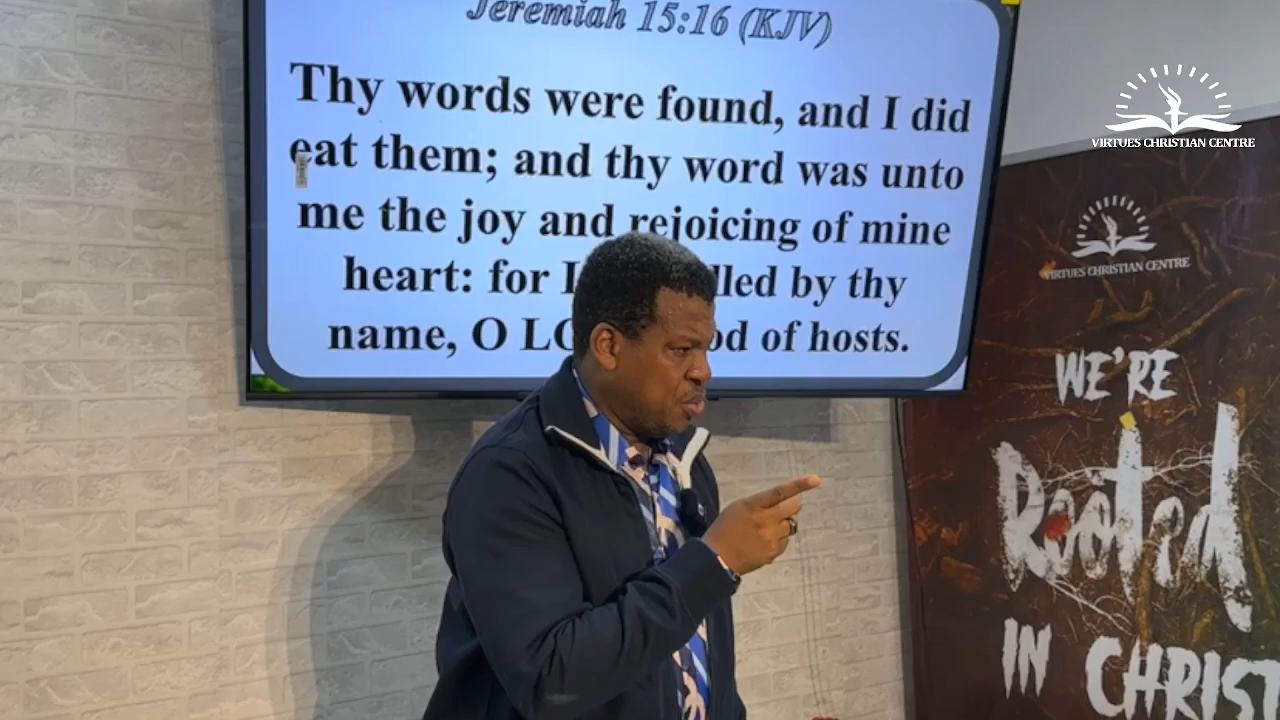 Jeremiah 15:16 (KJV)
Thy words were found, and I did
eat them; and thy word was unto
me the joy and rejoicing of mine
heart: for I lled by thy
name, O LO od of hosts.
VIRTUES CHRISTIAN CENTRE
VIRTUES CHRISTIAN CENTRE
WE'RE
Rooted
IN CHRIST